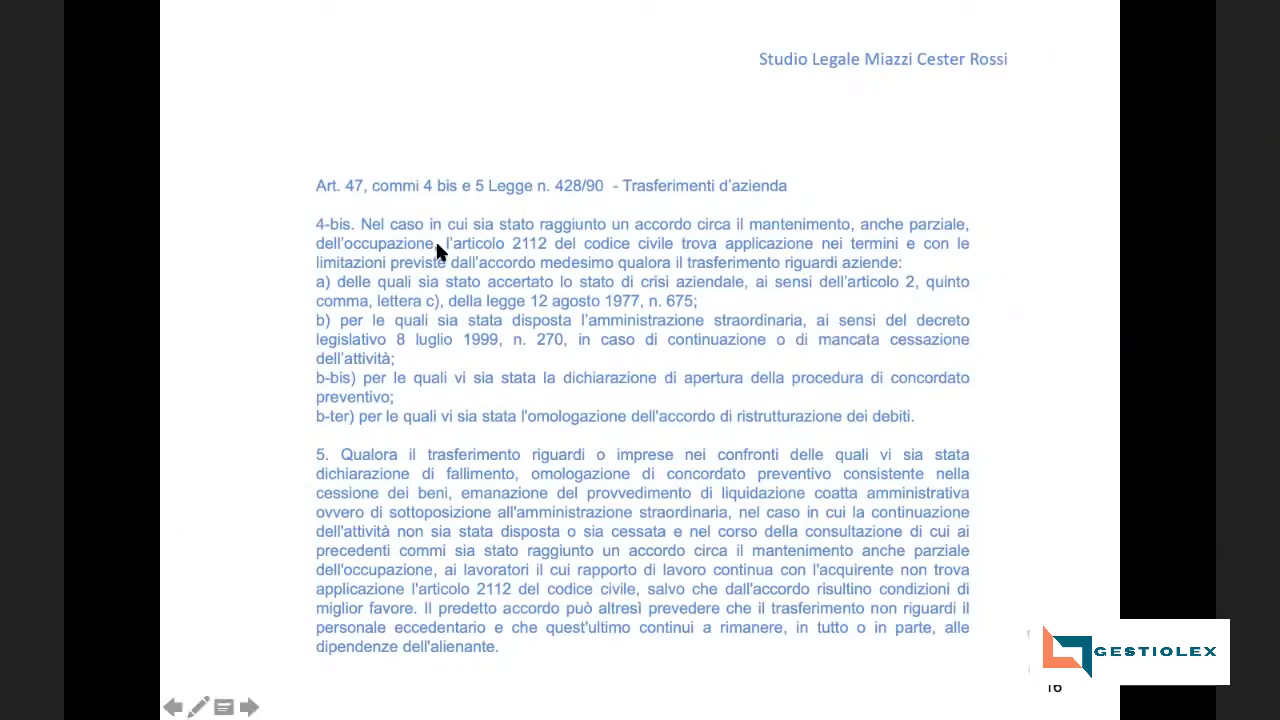 Studio Legale Miazzi Cester Rossi
Art. 47, commi 4 bis e 5 Legge n. 428/90 - Trasferimenti d’azienda
4-bis. Nel caso in cui sia stato raggiunto un accordo circa il mantenimento, anche parziale,
dell’occupazione, l’articolo 2112 del codice civile trova applicazione nei termini e con le
limitazioni previste dall’accordo medesimo qualora il trasferimento riguardi aziende:
a) delle quali sia stato accertato lo stato di crisi aziendale, ai sensi dell’articolo 2, quinto
comma, lettera c), della legge 12 agosto 1977, n. 675;
b) per le quali sia stata disposta l’amministrazione straordinaria, ai sensi del decreto
legislativo 8 luglio 1999, n. 270, in caso di continuazione o di mancata cessazione
dell’attività;
b-bis) per le quali vi sia stata la dichiarazione di apertura della procedura di concordato
preventivo;
b-ter) per le quali vi sia stata l'omologazione dell'accordo di ristrutturazione dei debiti.
5. Qualora il trasferimento riguardi o imprese nei confronti delle quali vi sia stata
dichiarazione di fallimento, omologazione di concordato preventivo consistente nella
cessione dei beni, emanazione del provvedimento di liquidazione coatta amministrativa
ovvero di sottoposizione all'amministrazione straordinaria, nel caso in cui la continuazione
dell'attività non sia stata disposta o sia cessata e nel corso della consultazione di cui ai
precedenti commi sia stato raggiunto un accordo circa il mantenimento anche parziale
dell'occupazione, ai lavoratori il cui rapporto di lavoro continua con l'acquirente non trova
applicazione l'articolo 2112 del codice civile, salvo che dall'accordo risultino condizioni di
miglior favore. Il predetto accordo può altresì prevedere che il trasferimento non riguardi il
personale eccedentario e che quest'ultimo continui a rimanere, in tutto o in parte, alle
dipendenze dell'alienante.
GESTIOLEX
16